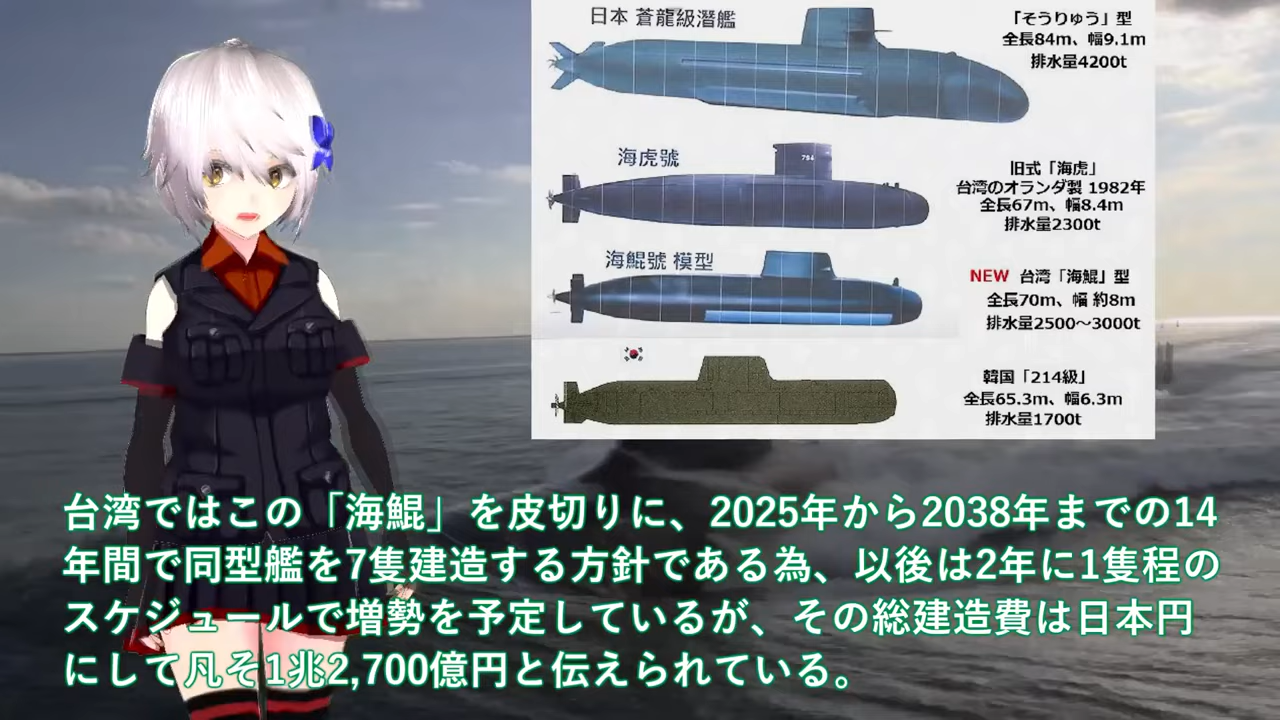 日本 蒼龍級潛艦
「そうりゅう」型
全長84m、幅9.1m
排水量4200t
海虎號
794
旧式「海虎」
台湾のオランダ製 1982年
全長67m、幅8.4m
排水量2300t
海鯤號 模型
NEW 台湾「海鯤」型
全長70m、幅 約8m
排水量2500～3000t
韓国「214級」
全長65.3m、幅6.3m
排水量1700t
台湾ではこの「海鯤」を皮切りに、2025年から2038年までの14
年間で同型艦を7隻建造する方針である為、以後は2年に1隻程の
スケジュールで増勢を予定しているが、その総建造費は日本円
にして凡そ1兆2,700億円と伝えられている。